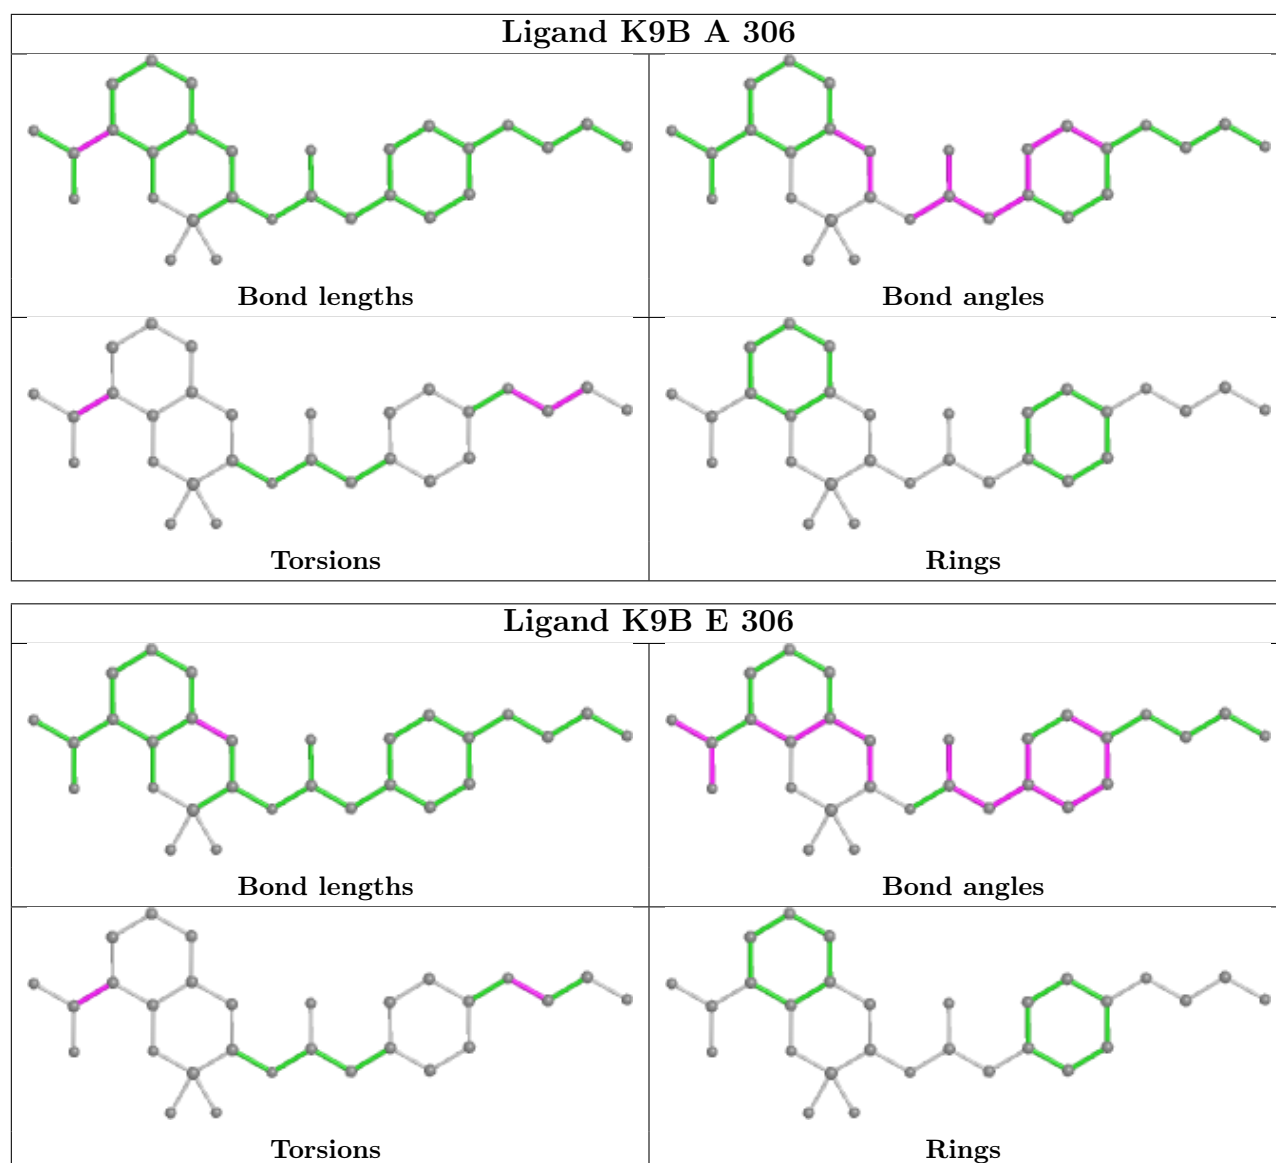 Ligand K9B A 306
Bond lengths
Bond angles
Torsions
Rings
Ligand K9B E 306
Bond lengths
Bond angles
Torsions
Rings